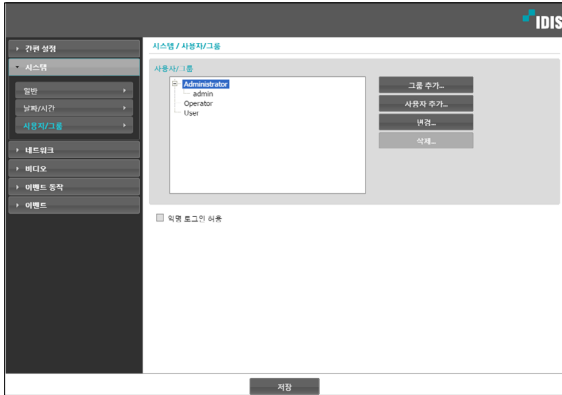 IDIS
간편 설정
시스템
일반
날짜/시간
사용자/그룹
네트워크
비디오
이벤트 동작
이벤트
시스템 / 사용자/그룹
사용자/그룹
Administrator
admin
Operator
User
그룹 추가...
사용자 추가...
변경...
삭제...
익명 로그인 허용
저장